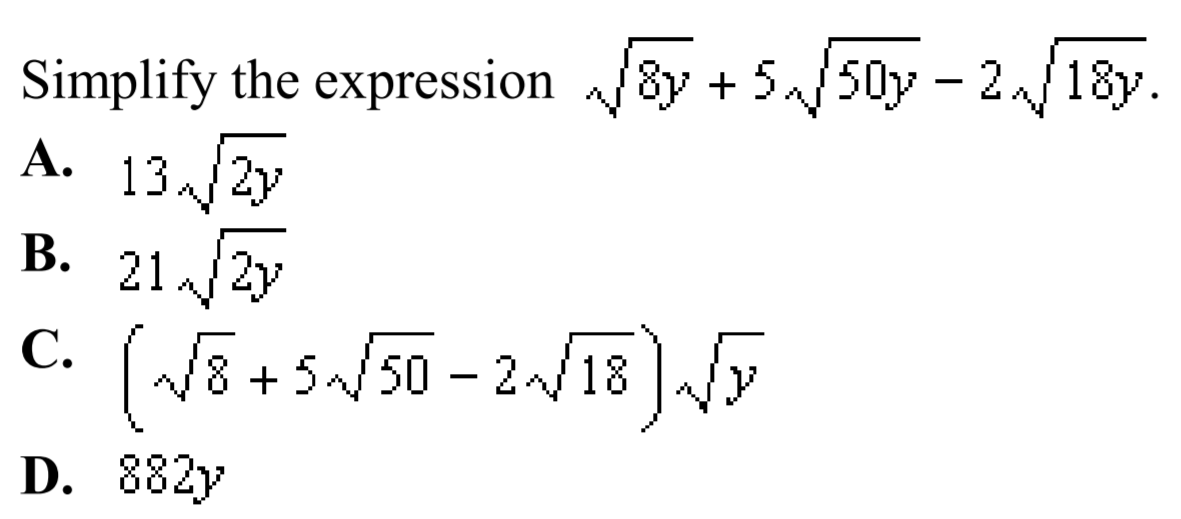 Simplify the expression √8y + 5√50y − 2√18y.
A. 13√2y
B. 21√2y
C. (√8 + 5√50 − 2√18)√y
D. 882y